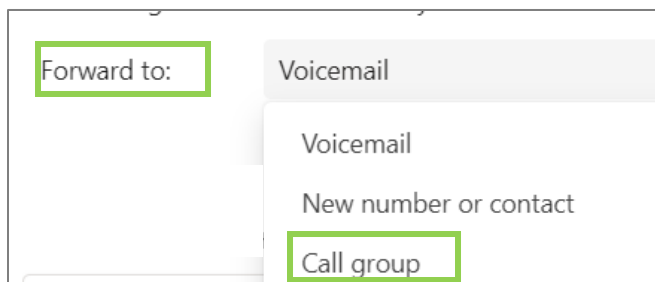 Forward to:
Voicemail
Voicemail
New number or contact
Call group